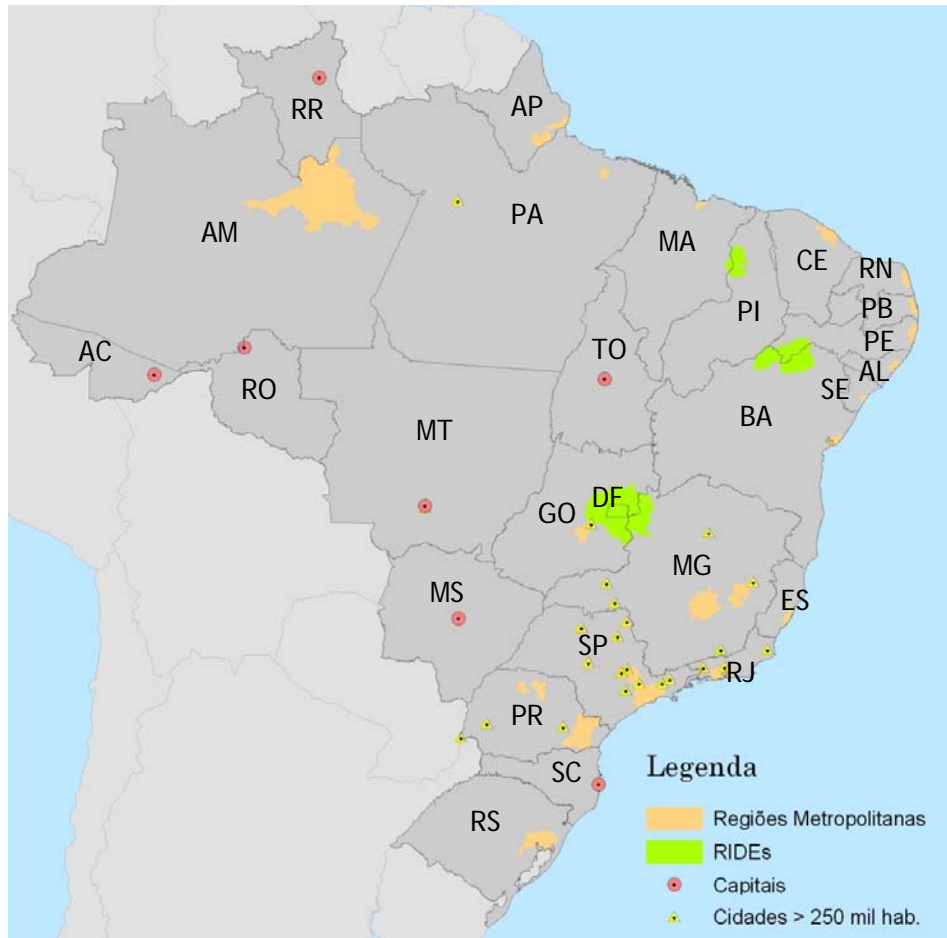 RR
AP
AM
PA
MA
CE
RN
PB
PI
PE
AC
TO
AL
RO
SE
BA
MT
DF
GO
MG
MS
ES
SP
RJ
PR
SC
RS
Legenda
Regiões Metropolitanas
RIDEs
Capitais
Cidades > 250 mil hab.